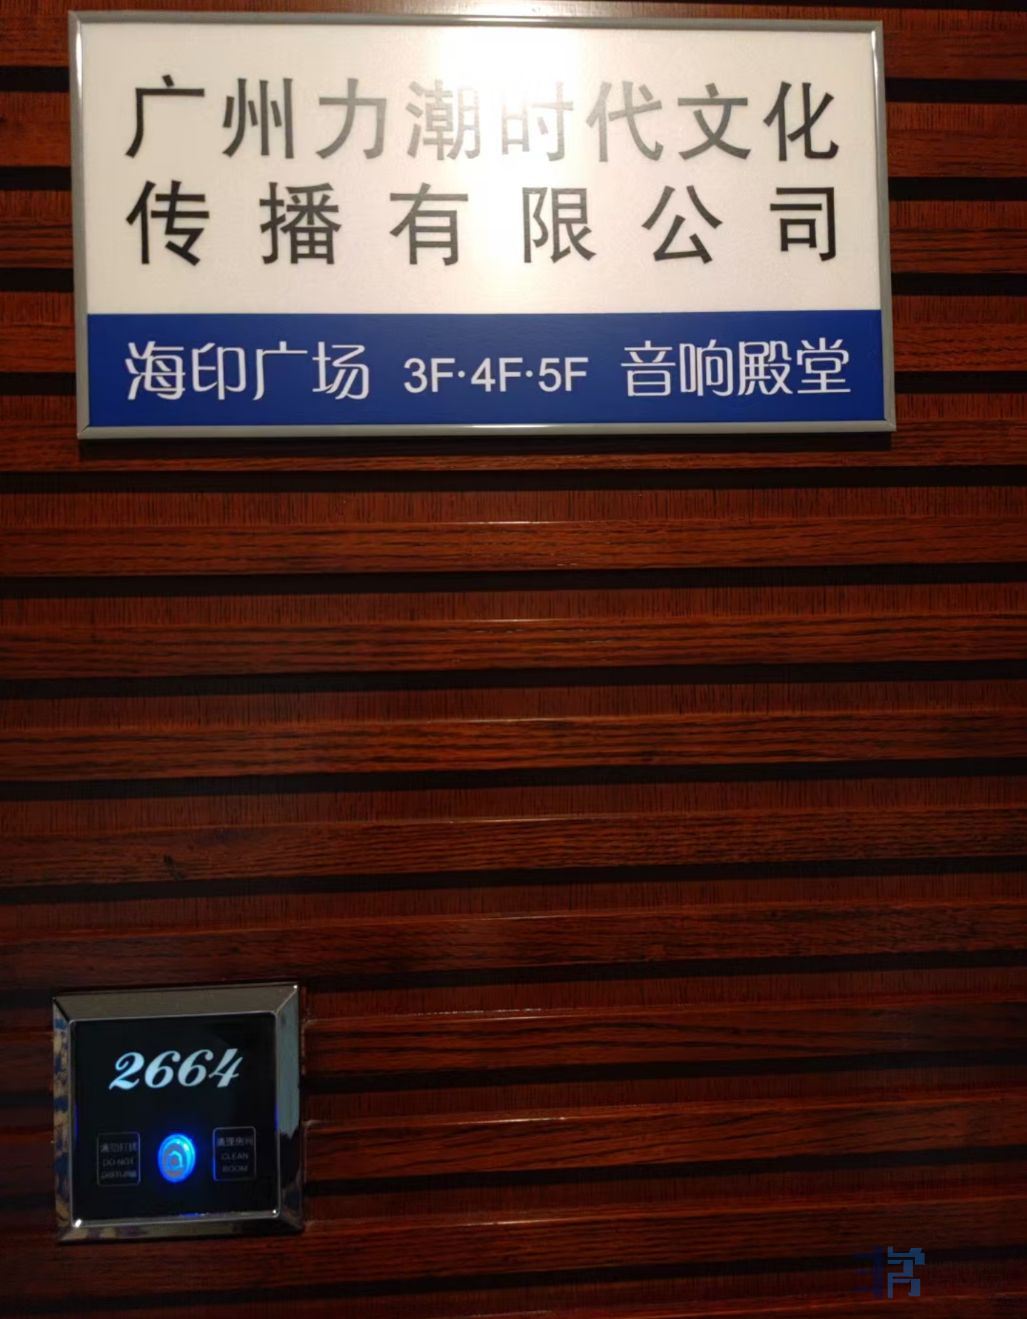 广州力潮时代文化
传播有限公司
海印广场 3F·4F·5F 音响殿堂
2664
请勿打扰
DO NOT
DISTURB
清理房间
CLEAN
ROOM